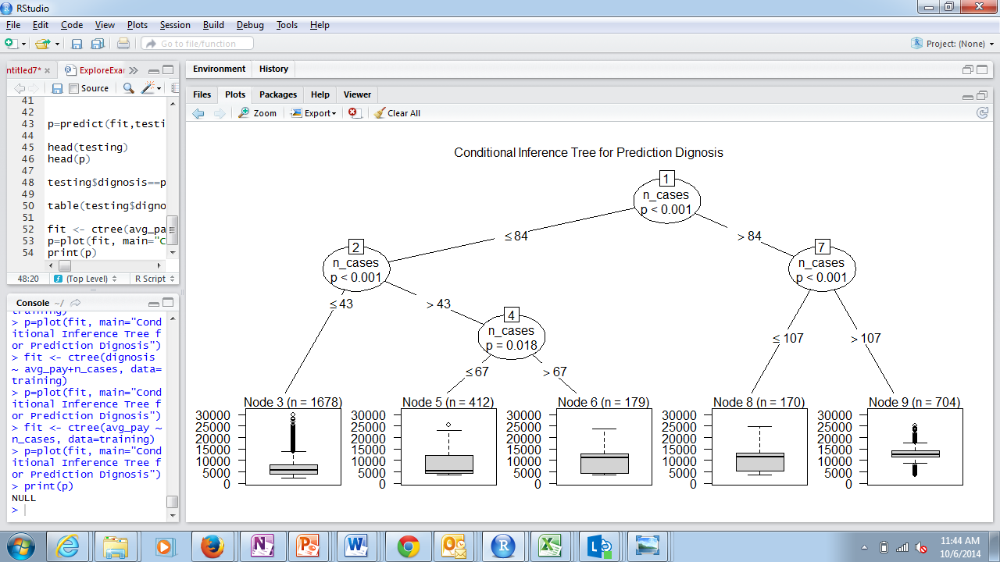 RStudio
File Edit Code View Plots Session Build Debug Tools Help
Go to file/function
Project: (None)
ntitled7* ExploreExa
Source
41
42
43 p=predict(fit,testi
44
45 head(testing)
46 head(p)
47
48 testing$dignosis==p
49
50 table(testing$digno
51
52 fit <- ctree(avg_pa
53 p=plot(fit, main="C
54 print(p)
48:20 (Top Level) R Script
Console ~/
training)
> p=plot(fit, main="Cond
itional Inference Tree f
or Prediction Dignosis")
> fit <- ctree(dignosis
~ avg_pay+n_cases, data=
training)
> p=plot(fit, main="Cond
itional Inference Tree f
or Prediction Dignosis")
> fit <- ctree(avg_pay ~
n_cases, data=training)
> p=plot(fit, main="Cond
itional Inference Tree f
or Prediction Dignosis")
> print(p)
NULL
>
Environment History
Files Plots Packages Help Viewer
Zoom Export Clear All
Conditional Inference Tree for Prediction Dignosis
1
n_cases
p < 0.001
≤ 84 > 84
2
n_cases
p < 0.001
7
n_cases
p < 0.001
≤ 43 > 43
4
n_cases
p = 0.018
≤ 107 > 107
≤ 67 > 67
Node 3 (n = 1678)
30000
25000
20000
15000
10000
5000
0
Node 5 (n = 412)
30000
25000
20000
15000
10000
5000
0
Node 6 (n = 179)
30000
25000
20000
15000
10000
5000
0
Node 8 (n = 170)
30000
25000
20000
15000
10000
5000
0
Node 9 (n = 704)
30000
25000
20000
15000
10000
5000
0
11:44 AM
10/6/2014